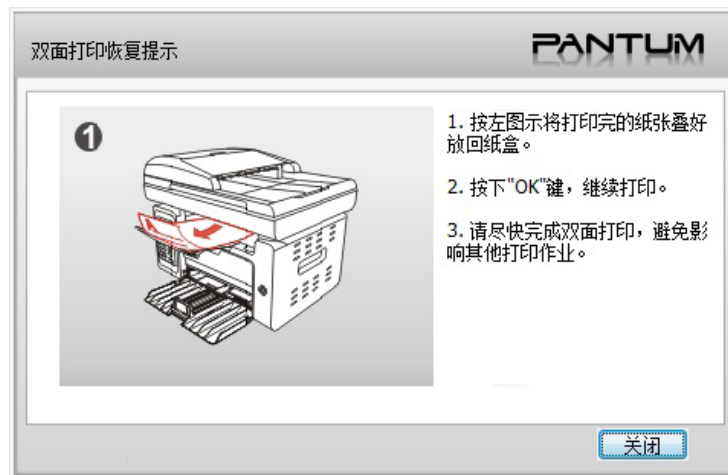 双面打印恢复提示
PANTUM
❶
1. 按左图示将打印完的纸张叠好
放回纸盒。
2. 按下"OK"键，继续打印。
3. 请尽快完成双面打印，避免影
响其他打印作业。
关闭